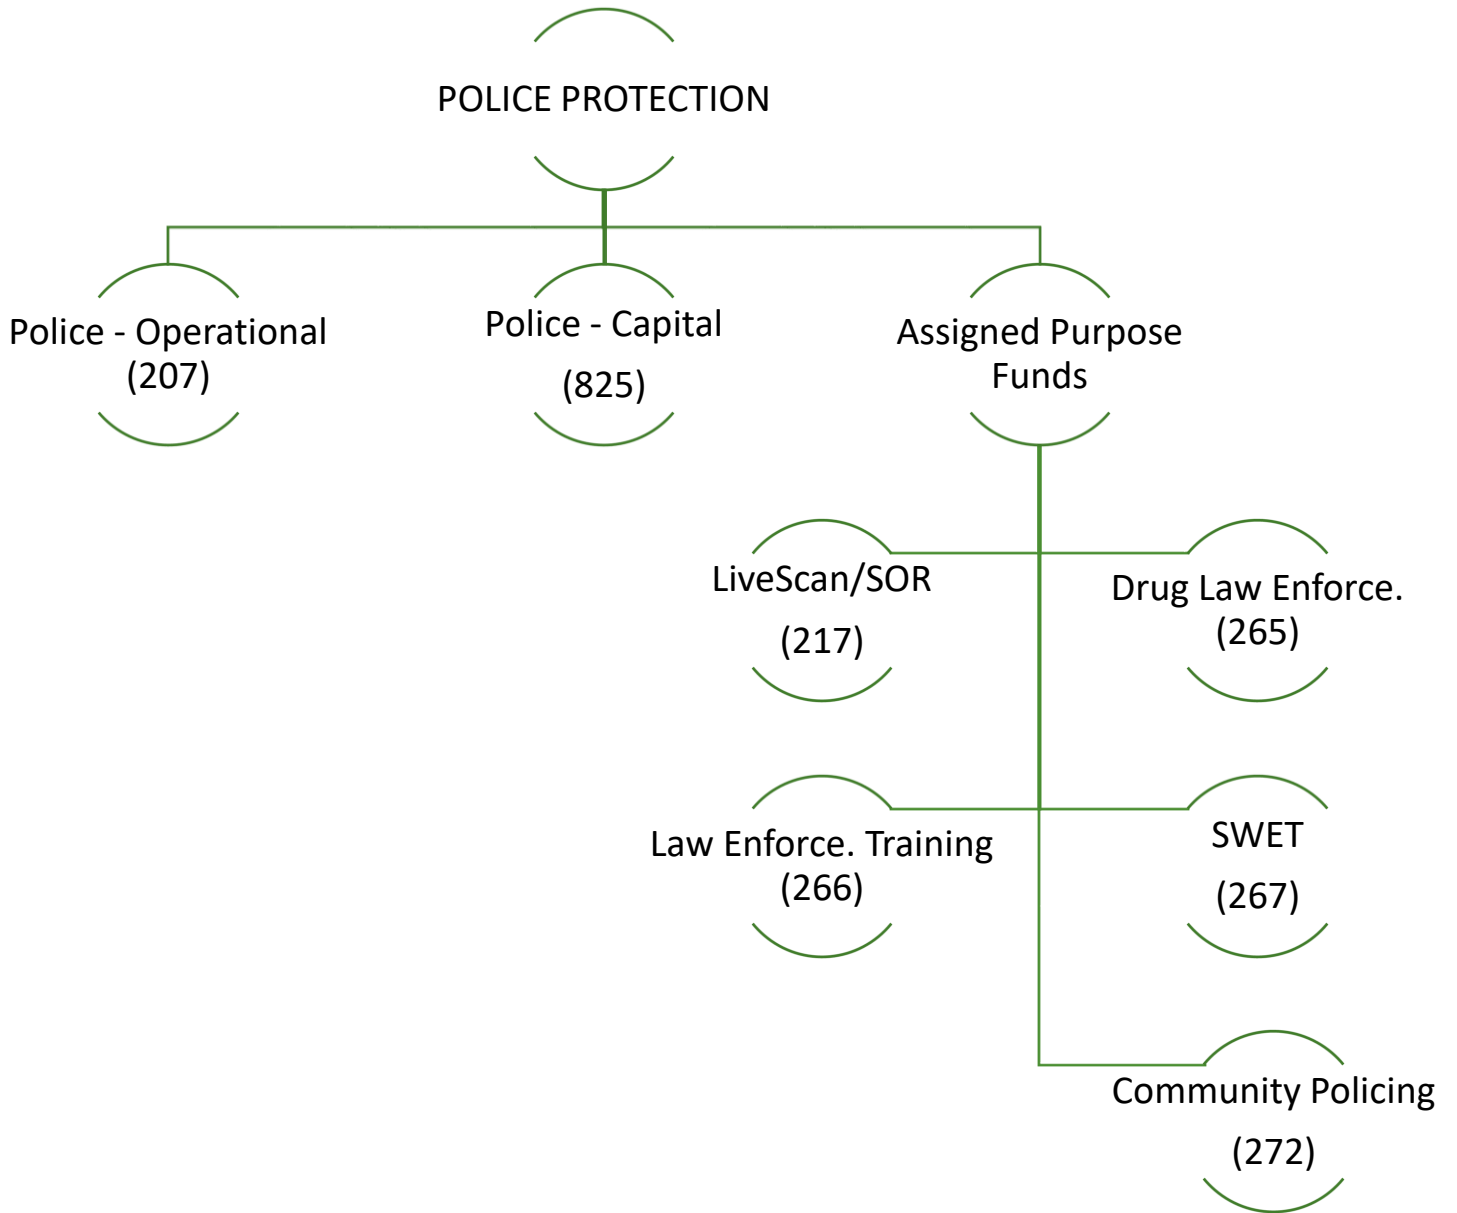 POLICE PROTECTION
Police - Operational
(207)
Police - Capital
(825)
Assigned Purpose
Funds
LiveScan/SOR
(217)
Drug Law Enforce.
(265)
Law Enforce. Training
(266)
SWET
(267)
Community Policing
(272)